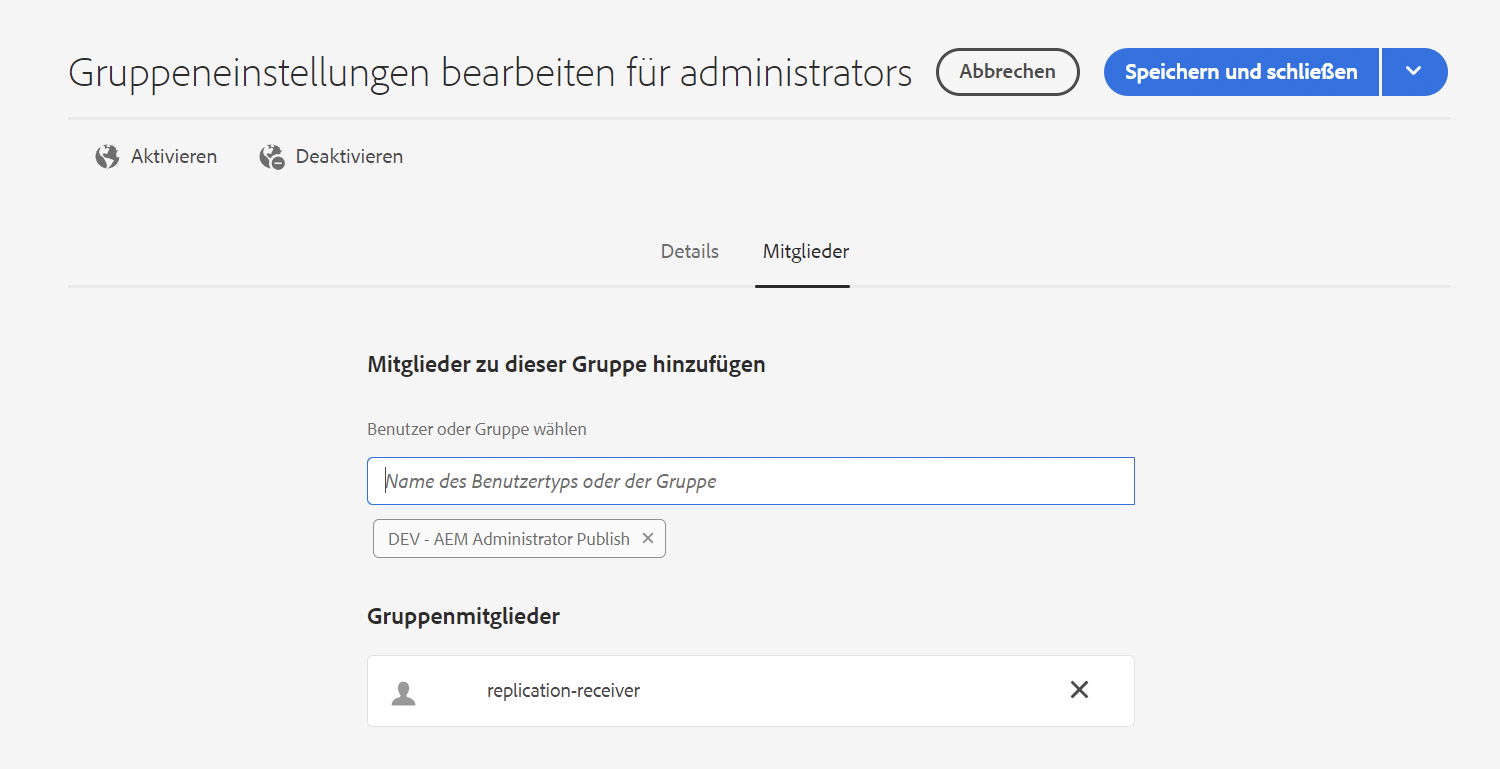 Gruppeneinstellungen bearbeiten für administrators
Abbrechen
Speichern und schließen
Aktivieren
Deaktivieren
Details
Mitglieder
Mitglieder zu dieser Gruppe hinzufügen
Benutzer oder Gruppe wählen
Name des Benutzertyps oder der Gruppe
DEV - AEM Administrator Publish
Gruppenmitglieder
replication-receiver